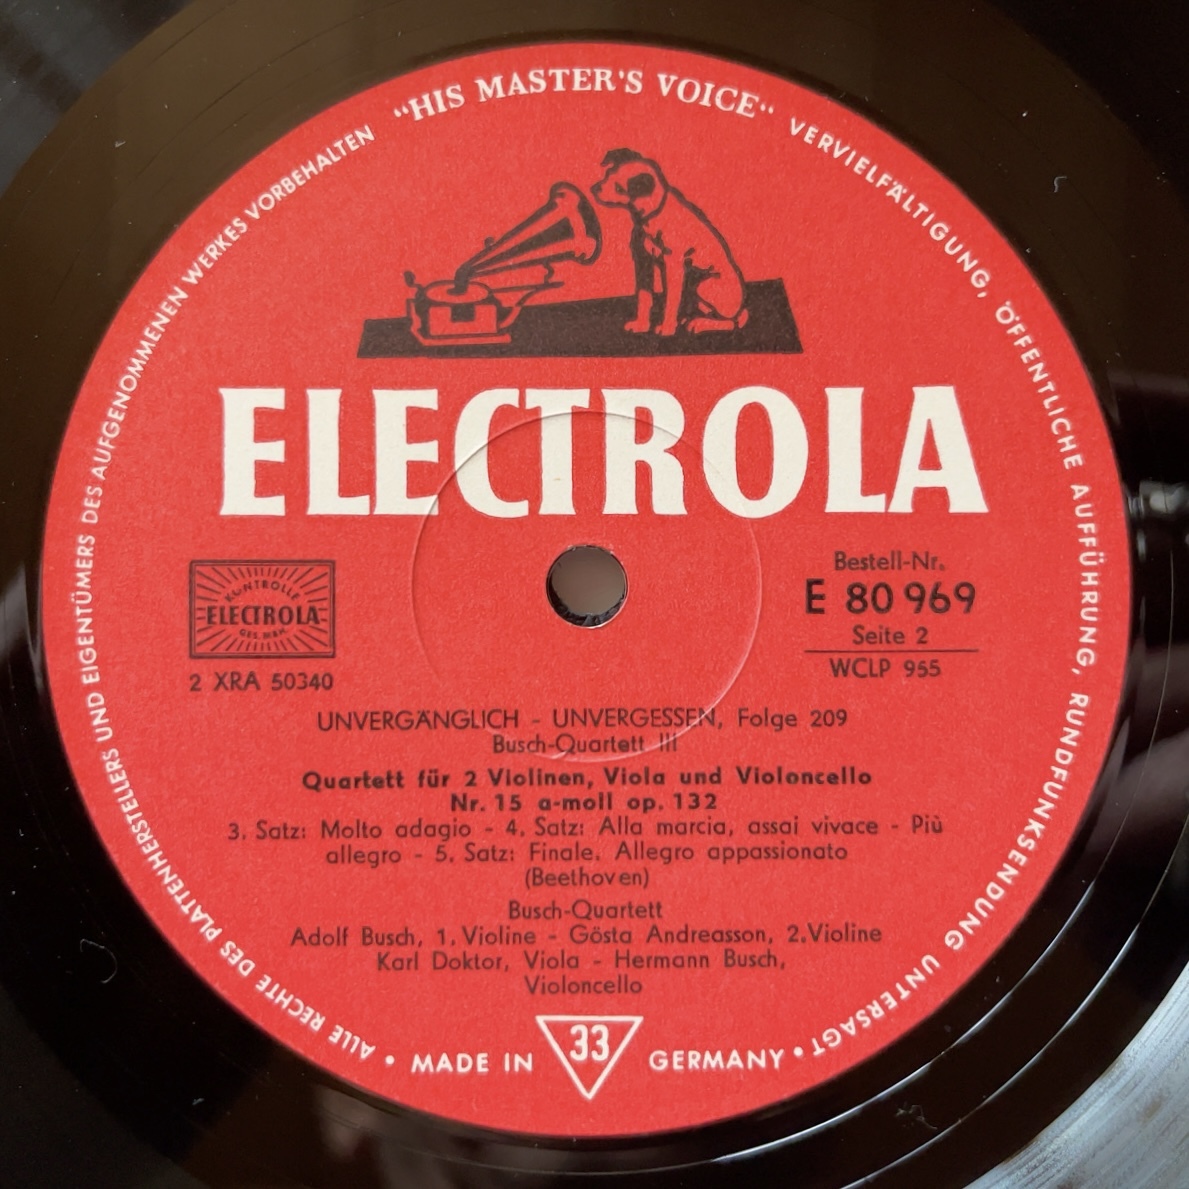 ALLE RECHTE DES PLATTENHERSTELLERS UND EIGENTÜMERS DES AUFGENOMMENEN WERKES VORBEHALTEN
“HIS MASTER'S VOICE“
VERVIELFÄLTIGUNG, ÖFFENTLICHE AUFFÜHRUNG, RUNDFUNKSENDUNG UNTERSAGT
ELECTROLA
KONTROLLE
ELECTROLA
GES. M.B.H.
2 XRA 50340
Bestell-Nr.
E 80 969
Seite 2
WCLP 955
UNVERGÄNGLICH - UNVERGESSEN, Folge 209
Busch-Quartett III
Quartett für 2 Violinen, Viola und Violoncello
Nr. 15 a-moll op. 132
3. Satz: Molto adagio - 4. Satz: Alla marcia, assai vivace - Più
allegro - 5. Satz: Finale. Allegro appassionato
(Beethoven)
Busch-Quartett
Adolf Busch, 1. Violine - Gösta Andreasson, 2.Violine
Karl Doktor, Viola - Hermann Busch,
Violoncello
• MADE IN 33 GERMANY •